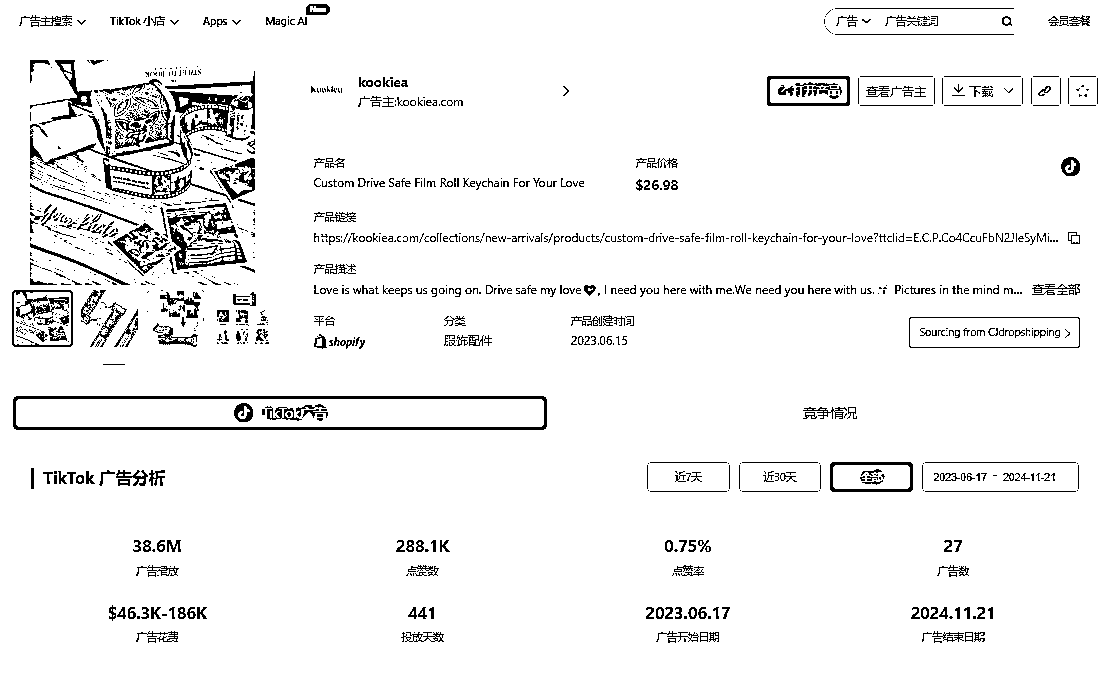 广告主搜索
TikTok 小店
Apps
Magic AI
New
广告
广告关键词
会员套餐
kookiea
kookiea
广告主:kookiea.com
查看广告主
下载
产品名
产品价格
Custom Drive Safe Film Roll Keychain For Your Love
$26.98
产品链接
https://kookiea.com/collections/new-arrivals/products/custom-drive-safe-film-roll-keychain-for-your-love?ttclid=E.C.P.Co4CcuFbN2JIe5yMi...
产品描述
Love is what keeps us going on. Drive safe my love🖤, I need you here with me.We need you here with us. Pictures in the mind m...
查看全部
平台
分类
产品创建时间
shopify
服饰配件
2023.06.15
Sourcing from CJdropshipping >
Your Photo
TikTok广告
竞争情况
TikTok 广告分析
近7天
近30天
全部
2023-06-17 ~ 2024-11-21
38.6M
288.1K
0.75%
27
广告播放
点赞数
点赞率
广告数
$46.3K-186K
441
2023.06.17
2024.11.21
广告花费
投放天数
广告开始日期
广告结束日期